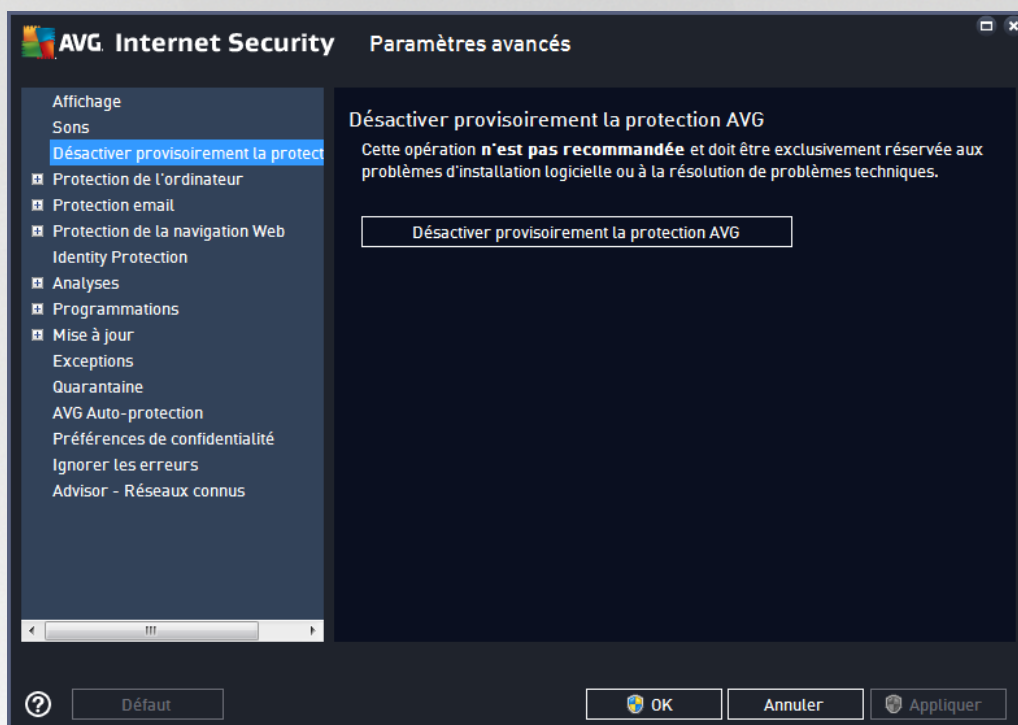 AVG. Internet Security Paramètres avancés
Affichage
Sons
Désactiver provisoirement la protect
Protection de l'ordinateur
Protection email
Protection de la navigation Web
Identity Protection
Analyses
Programmations
Mise à jour
Exceptions
Quarantaine
AVG Auto-protection
Préférences de confidentialité
Ignorer les erreurs
Advisor - Réseaux connus
Désactiver provisoirement la protection AVG
Cette opération n'est pas recommandée et doit être exclusivement réservée aux
problèmes d'installation logicielle ou à la résolution de problèmes techniques.
Désactiver provisoirement la protection AVG
Défaut
OK
Annuler
Appliquer